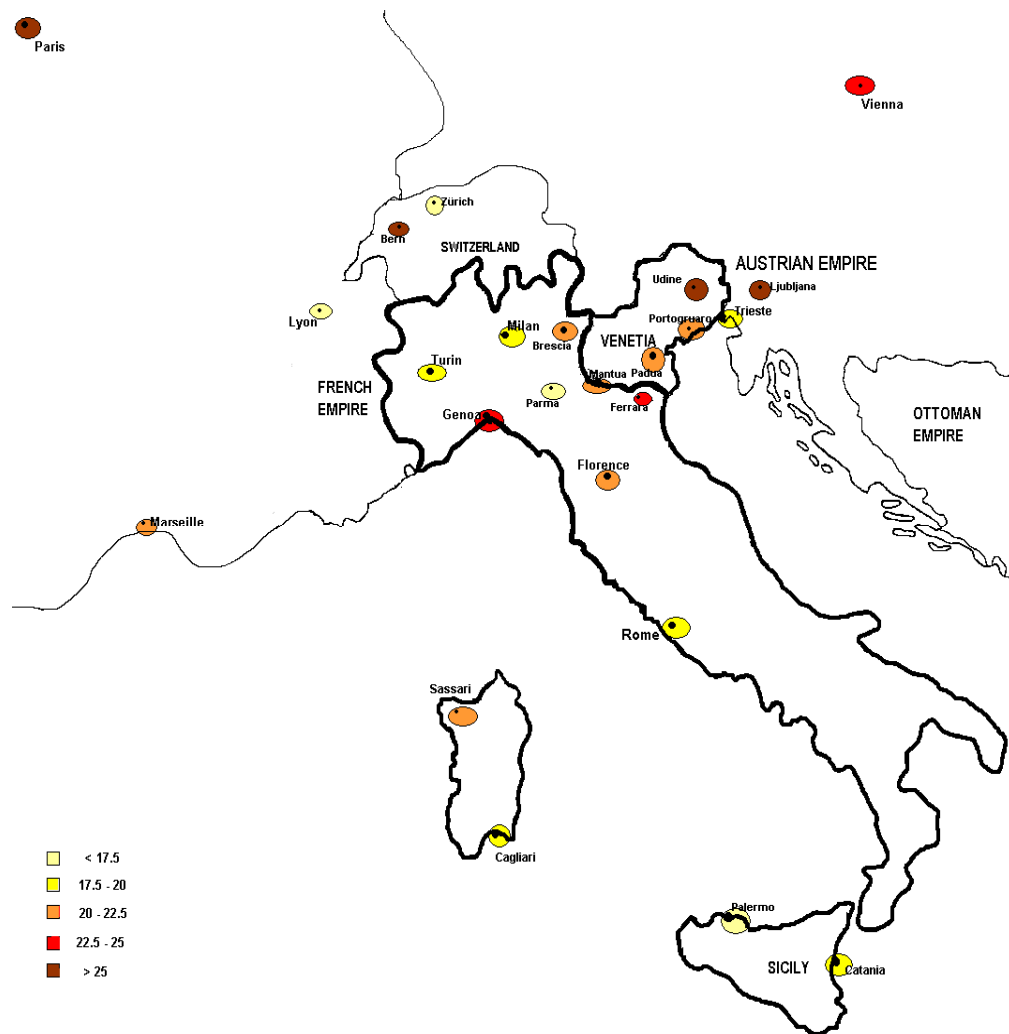 Paris
Vienna
Zürich
Bern
SWITZERLAND
AUSTRIAN EMPIRE
Udine
Ljubljana
Lyon
Milan
Brescia
VENETIA
Portogruaro
Trieste
Turin
Mantua
Padua
FRENCH
EMPIRE
Parma
Ferrara
Genoa
OTTOMAN
EMPIRE
Florence
Marseille
Rome
Sassari
Cagliari
< 17.5
17.5 - 20
20 - 22.5
22.5 - 25
> 25
Palermo
SICILY
Catania